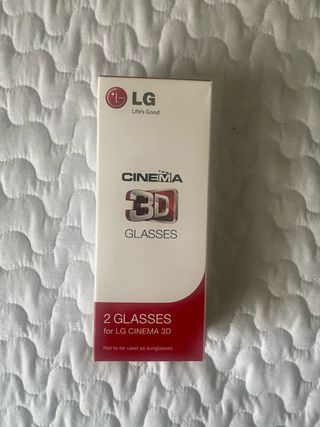 LG
Life's Good
CINEMA
3D
GLASSES
2 GLASSES
for LG CINEMA 3D
Not to be used as sunglasses